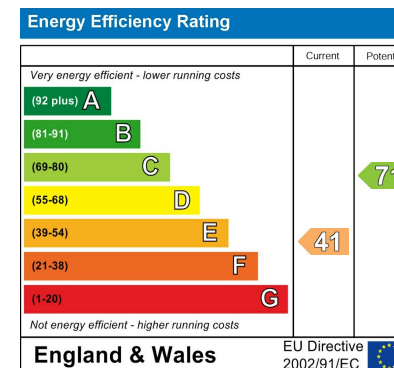 Energy Efficiency Rating
Current Potent
Very energy efficient - lower running costs
(92 plus) A
(81-91) B
(69-80) C
71
(55-68) D
(39-54) E
41
(21-38) F
(1-20) G
Not energy efficient - higher running costs
England & Wales
EU Directive
2002/91/EC